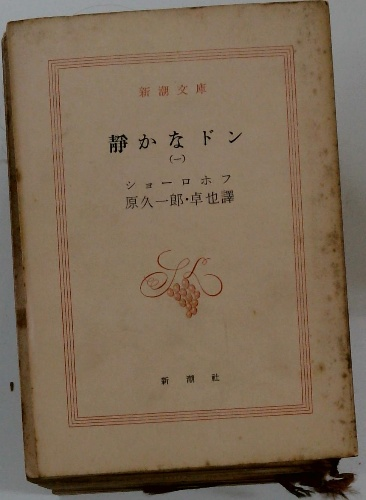 新潮文庫
靜かなドン
(一)
ショーロホフ
原久一郎・卓也譯
新潮社